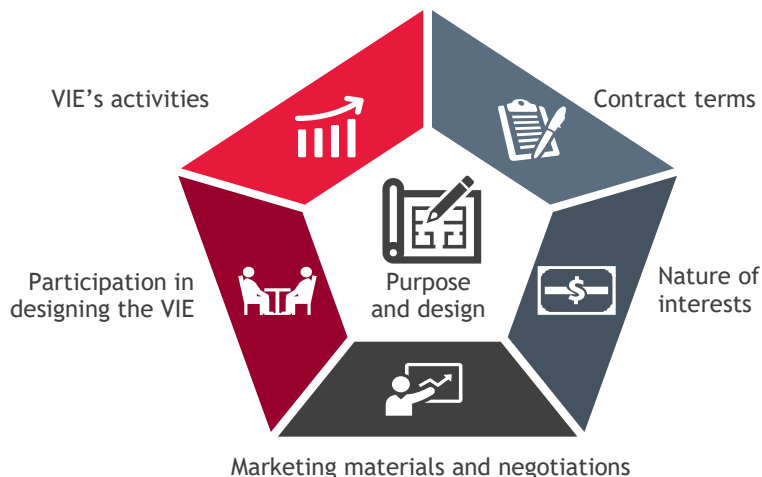 VIE's activities
Contract terms
Participation in
designing the VIE
Purpose
and design
$
Nature of
interests
Marketing materials and negotiations